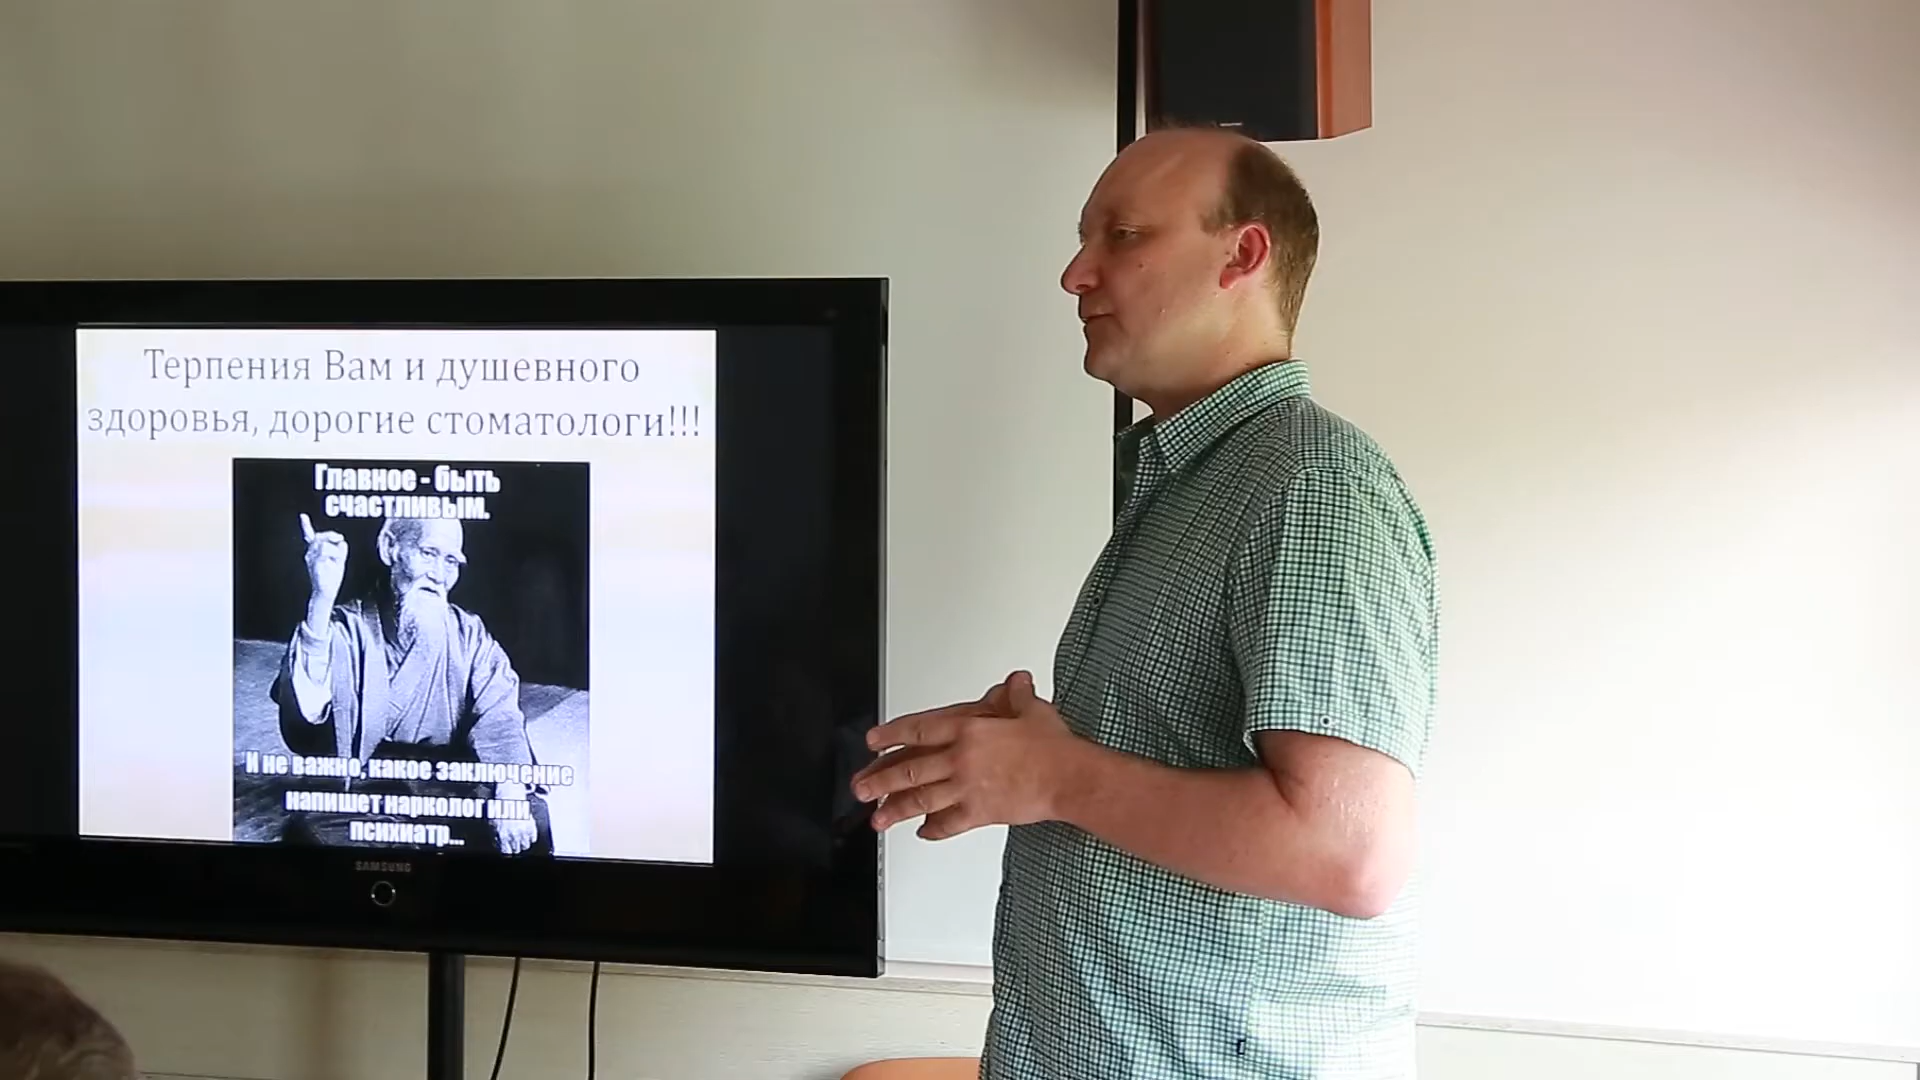 Терпения Вам и душевного
здоровья, дорогие стоматологи!!!
Главное - быть
счастливым.
И не важно, какое заключение
напишет нарколог или
психиатр...
SAMSUNG